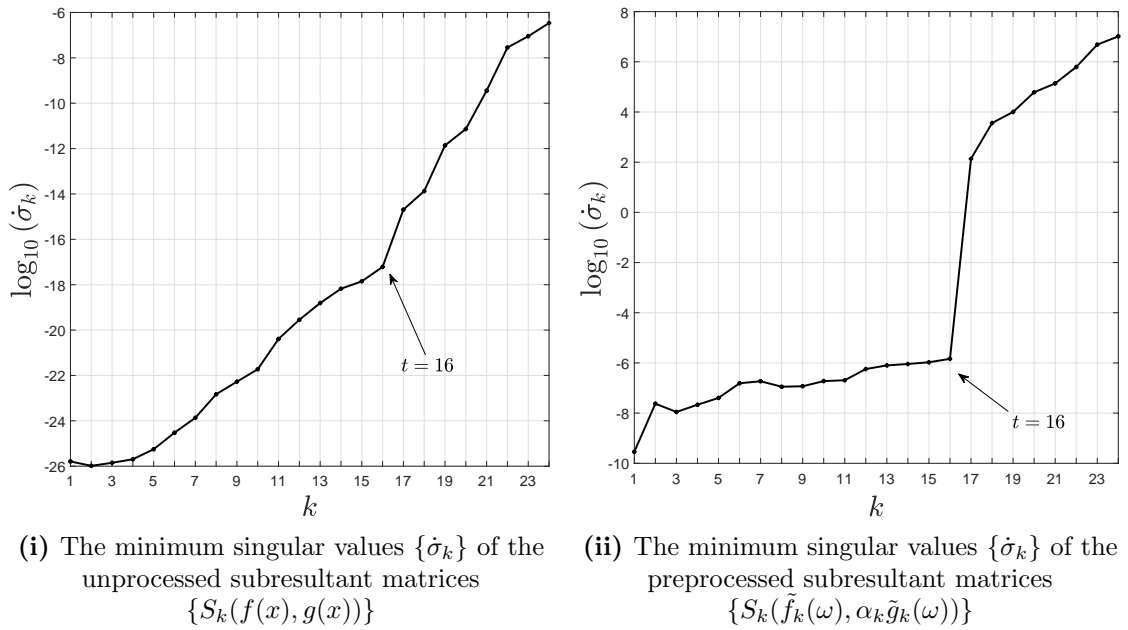 -6
-8
-10
-12
-14
-16
-18
-20
-22
-24
-26
log₁₀(σ̇ₖ)
t = 16
1 3 5 7 9 11 13 15 17 19 21 23
k
(i) The minimum singular values {σ̇ₖ} of the
unprocessed subresultant matrices
{Sₖ(f(x), g(x))}
8
6
4
2
0
-2
-4
-6
-8
-10
log₁₀(σ̇ₖ)
t = 16
1 3 5 7 9 11 13 15 17 19 21 23
k
(ii) The minimum singular values {σ̇ₖ} of the
preprocessed subresultant matrices
{Sₖ(f̃ₖ(ω), αₖg̃ₖ(ω))}